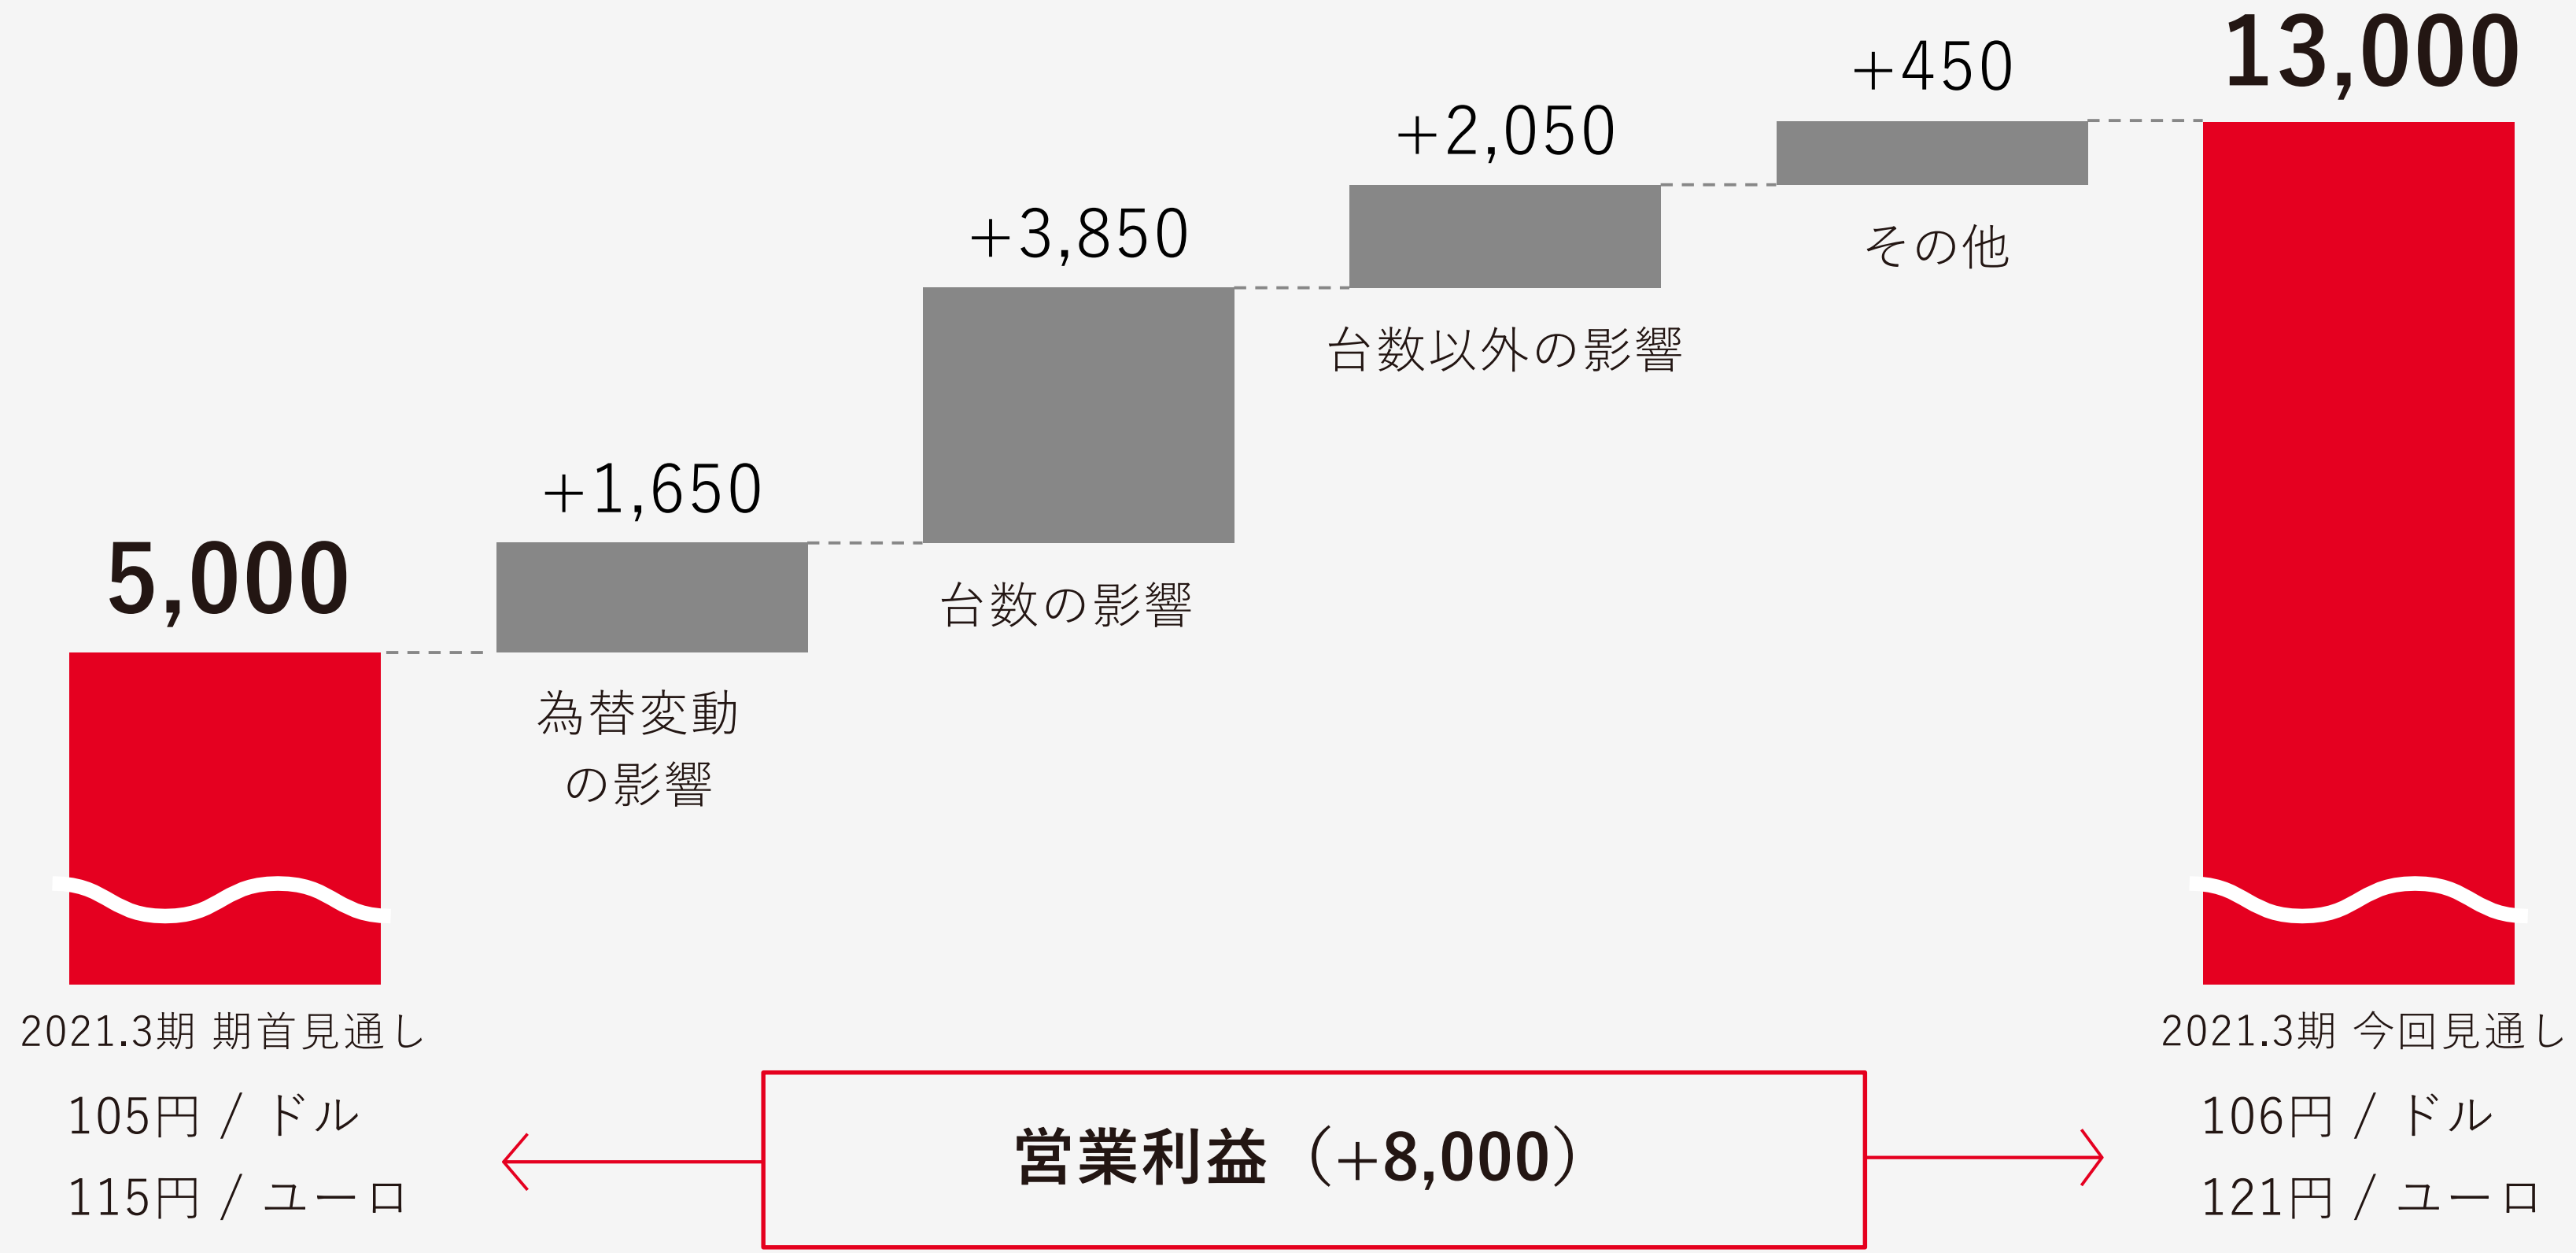 5,000
2021.3期 期首見通し
105円 / ドル
115円 / ユーロ
+1,650
為替変動
の影響
+3,850
台数の影響
+2,050
台数以外の影響
+450
その他
13,000
2021.3期 今回見通し
106円 / ドル
121円 / ユーロ
営業利益（+8,000）